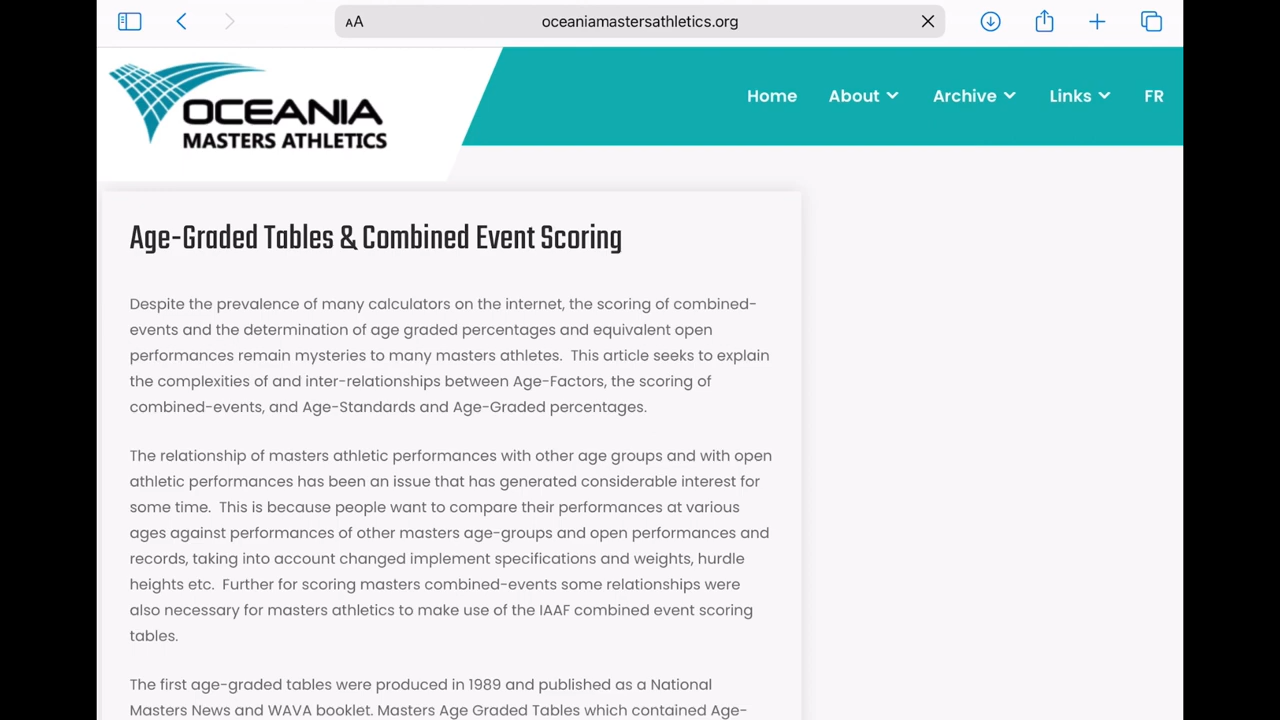 AA
oceaniamastersathletics.org
OCEANIA
MASTERS ATHLETICS
Home About Archive Links FR
Age-Graded Tables & Combined Event Scoring
Despite the prevalence of many calculators on the internet, the scoring of combined-
events and the determination of age graded percentages and equivalent open
performances remain mysteries to many masters athletes.  This article seeks to explain
the complexities of and inter-relationships between Age-Factors, the scoring of
combined-events, and Age-Standards and Age-Graded percentages.
The relationship of masters athletic performances with other age groups and with open
athletic performances has been an issue that has generated considerable interest for
some time.  This is because people want to compare their performances at various
ages against performances of other masters age-groups and open performances and
records, taking into account changed implement specifications and weights, hurdle
heights etc.  Further for scoring masters combined-events some relationships were
also necessary for masters athletics to make use of the IAAF combined event scoring
tables.
The first age-graded tables were produced in 1989 and published as a National
Masters News and WAVA booklet. Masters Age Graded Tables which contained Age-